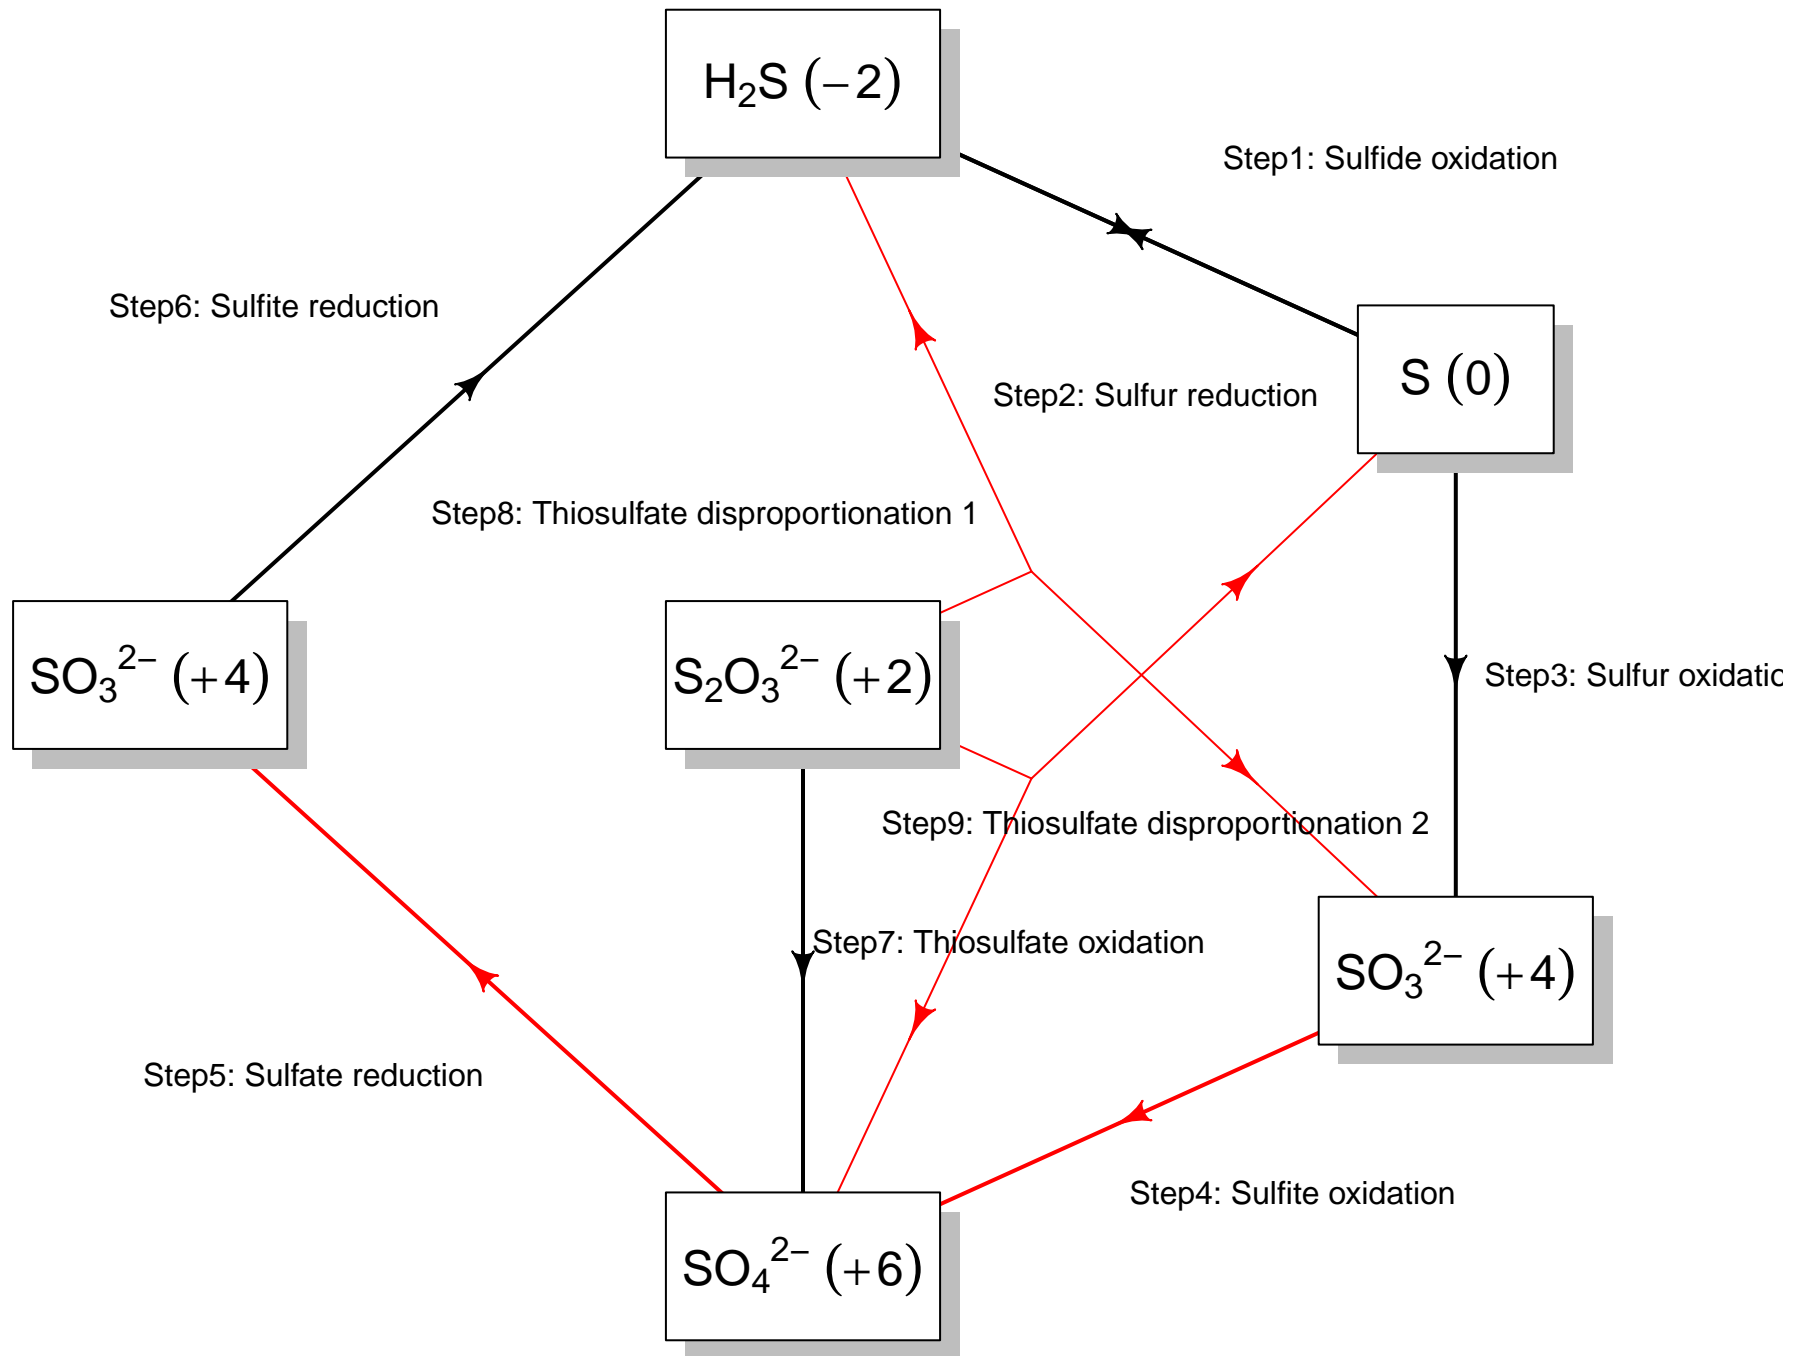 H₂S (−2)
Step1: Sulfide oxidation
Step6: Sulfite reduction
S (0)
Step2: Sulfur reduction
Step8: Thiosulfate disproportionation 1
SO₃²⁻ (+4)
S₂O₃²⁻ (+2)
Step3: Sulfur oxidatic
Step9: Thiosulfate disproportionation 2
Step7: Thiosulfate oxidation
SO₃²⁻ (+4)
Step5: Sulfate reduction
Step4: Sulfite oxidation
SO₄²⁻ (+6)